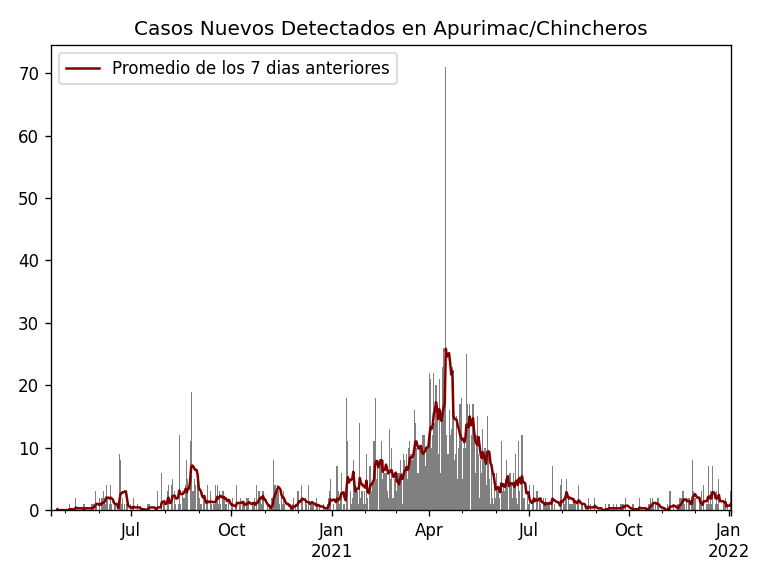 Casos Nuevos Detectados en Apurimac/Chincheros
Promedio de los 7 dias anteriores
70
60
50
40
30
20
10
0
Jul
Oct
Jan
2021
Apr
Jul
Oct
Jan
2022